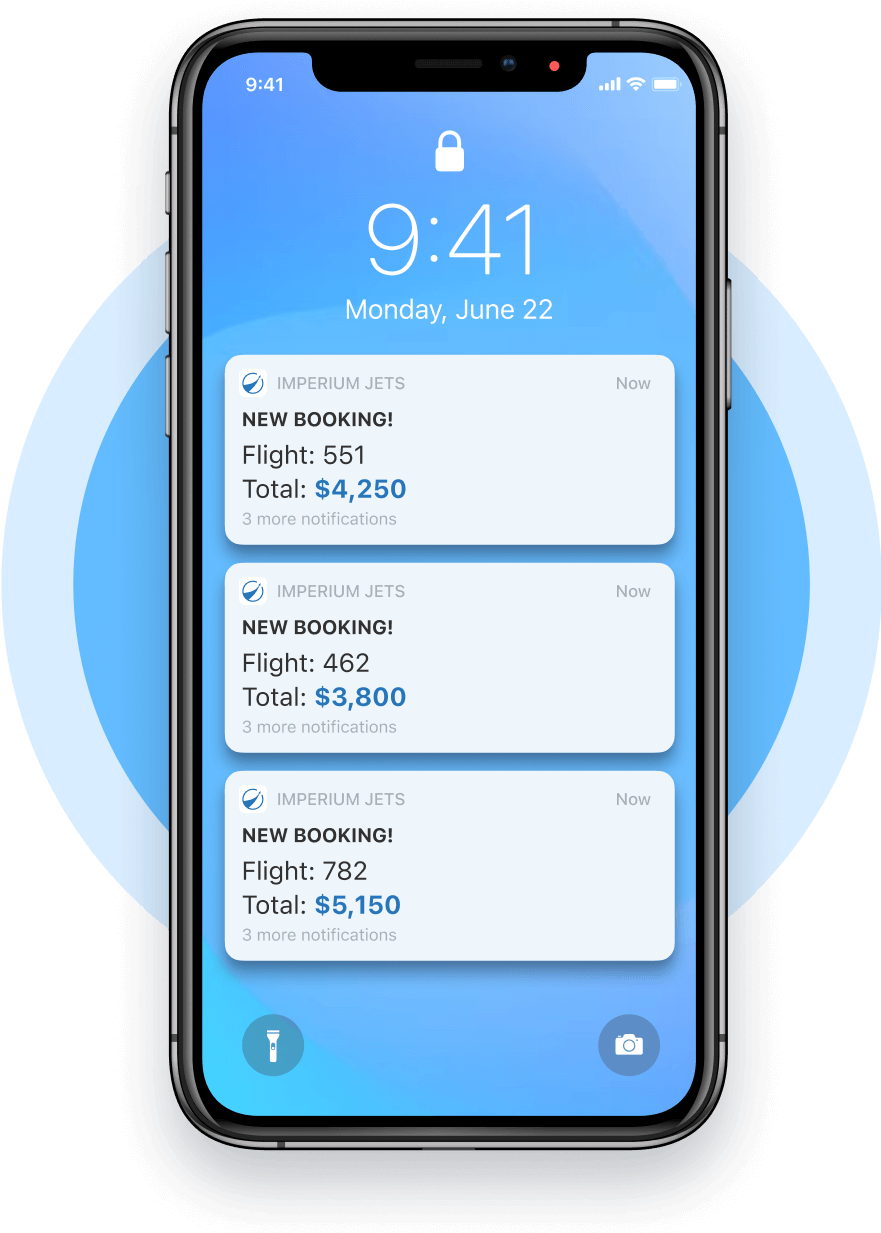 9:41
9:41
Monday, June 22
IMPERIUM JETS Now
NEW BOOKING!
Flight: 551
Total: $4,250
3 more notifications
IMPERIUM JETS Now
NEW BOOKING!
Flight: 462
Total: $3,800
3 more notifications
IMPERIUM JETS Now
NEW BOOKING!
Flight: 782
Total: $5,150
3 more notifications